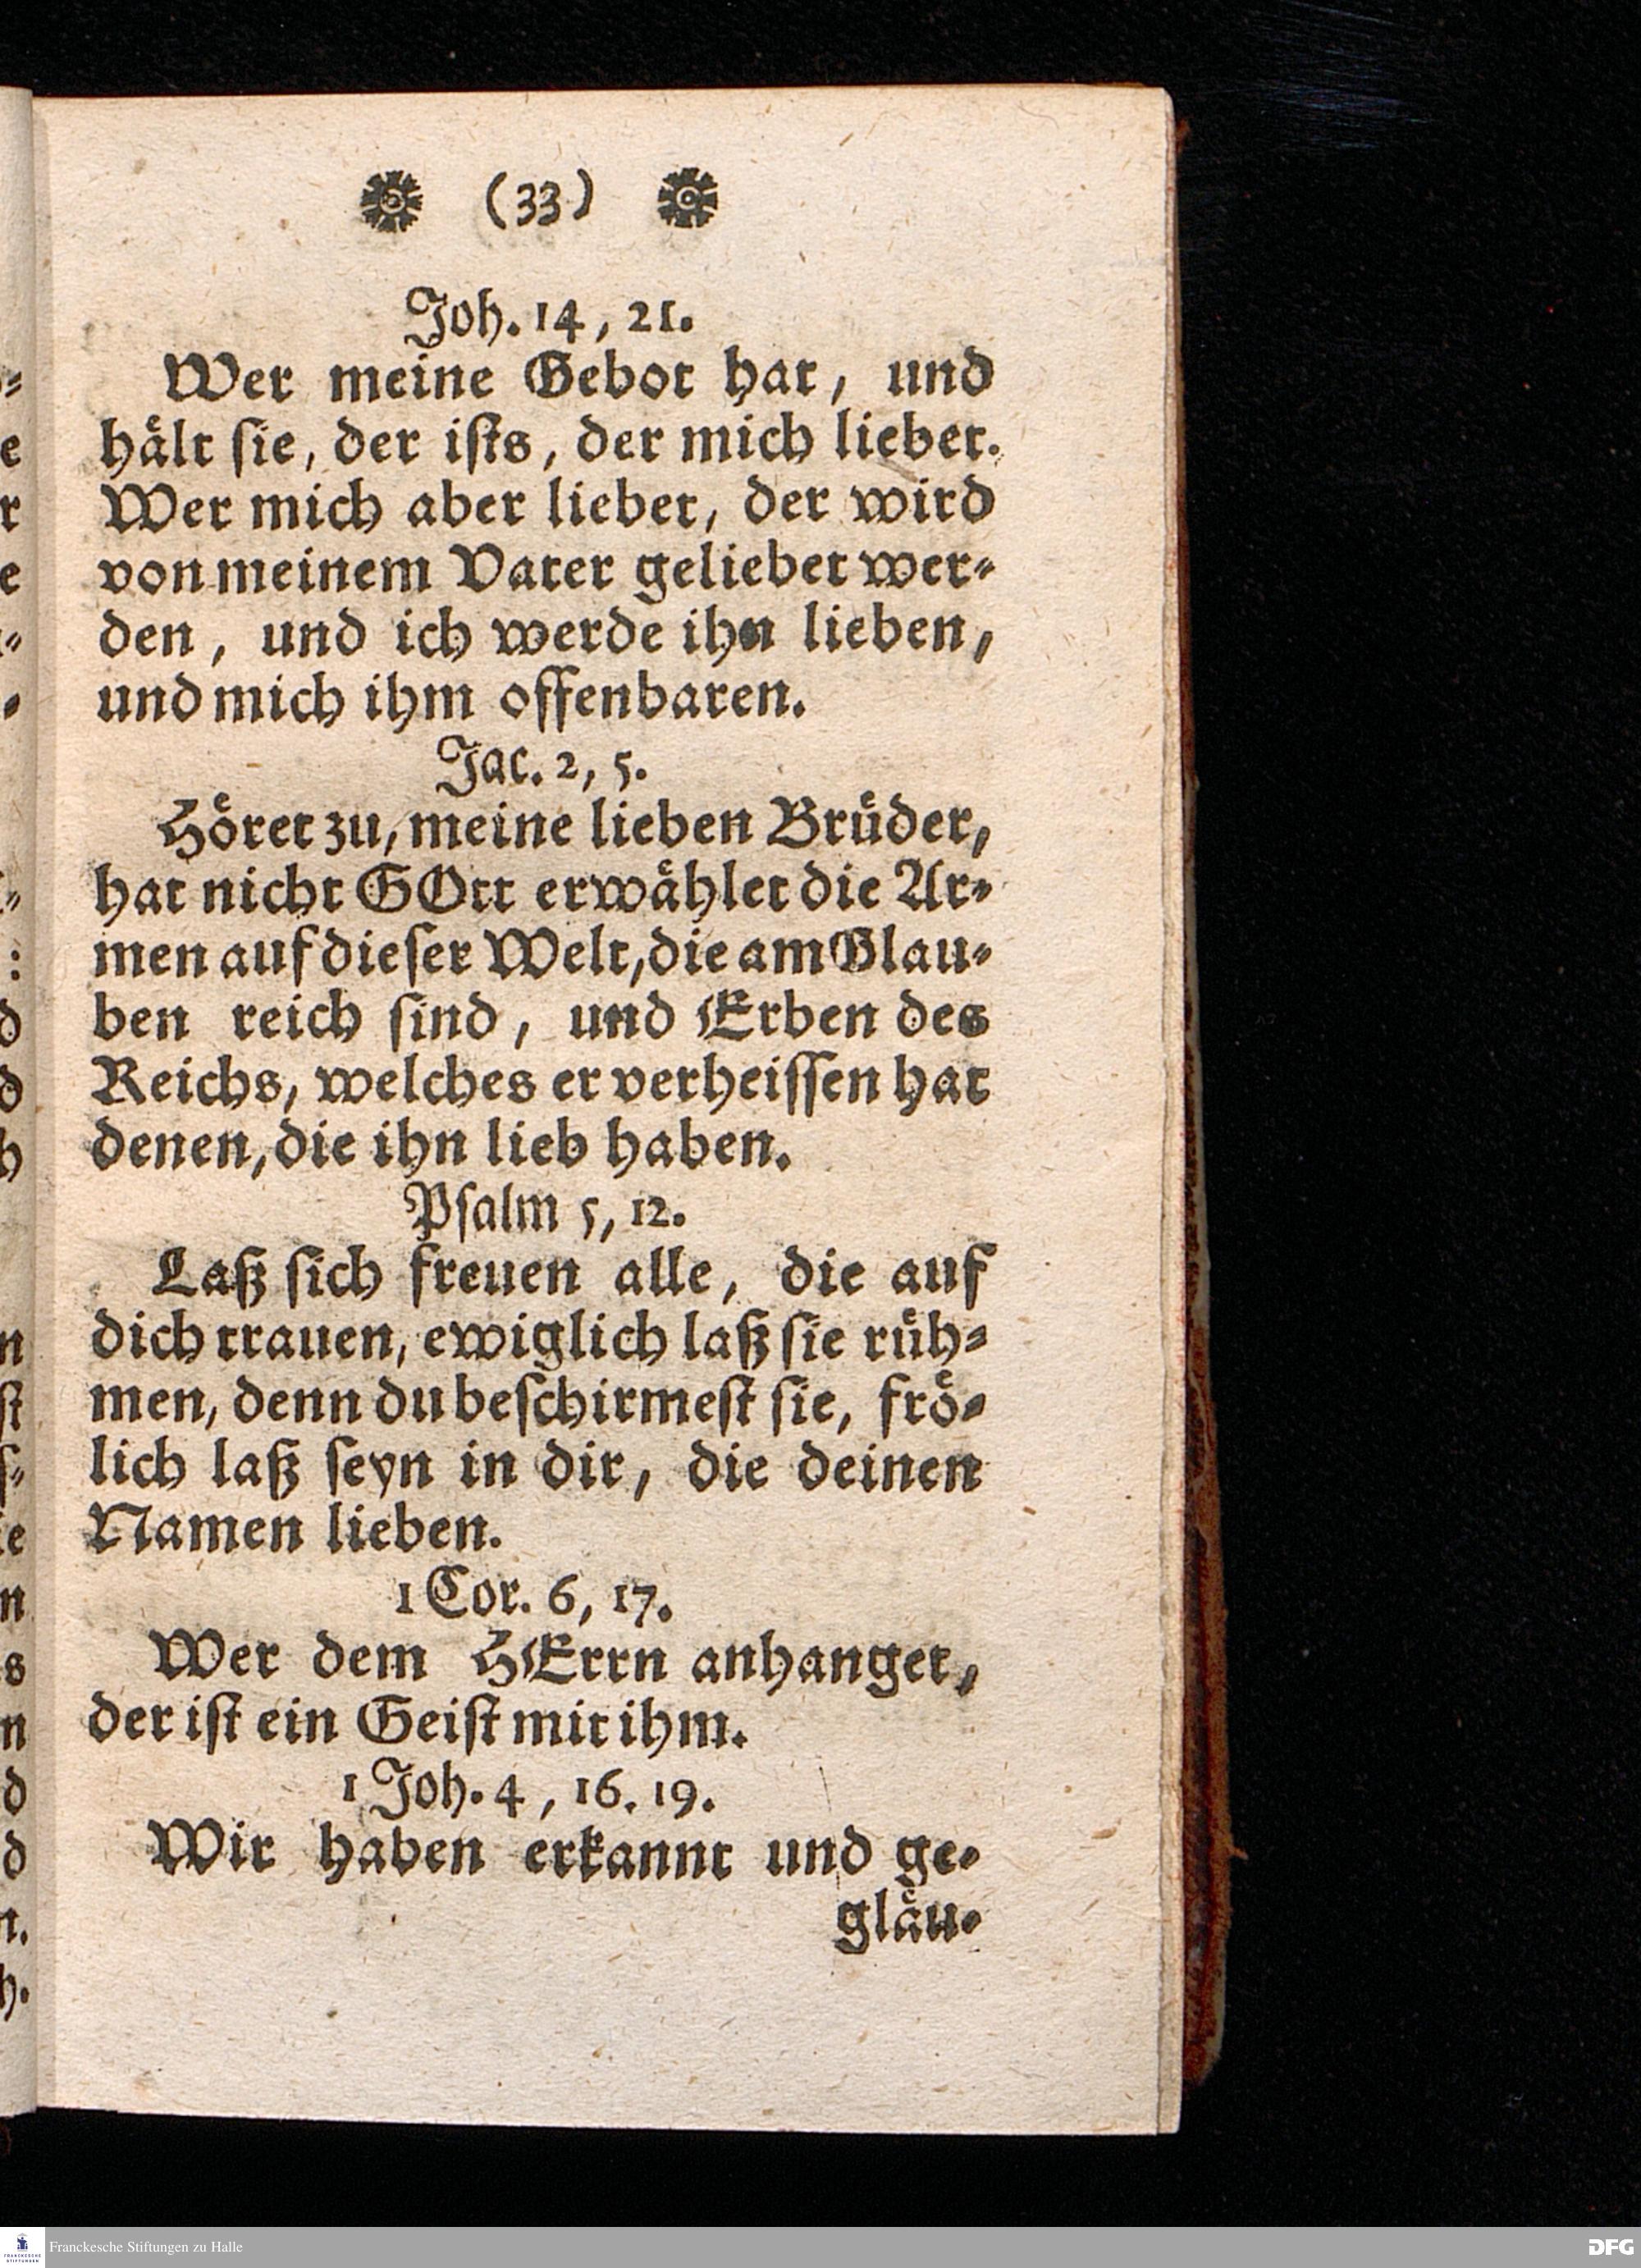 (33)
Joh. 14, 21.
Wer meine Gebot hat, und
hält sie, der ists, der mich liebet.
Wer mich aber liebet, der wird
von meinem Vater geliebet wer-
den, und ich werde ihn lieben,
und mich ihm offenbaren.
Jac. 2, 5.
Höret zu, meine lieben Brüder,
hat nicht GOtt erwählet die Ar-
men auf dieser Welt, die am Glau-
ben reich sind, und Erben des
Reichs, welches er verheissen hat
denen, die ihn lieb haben.
Psalm 5, 12.
Laß sich freuen alle, die auf
dich trauen, ewiglich laß sie rüh-
men, denn du beschirmest sie, frö-
lich laß seyn in dir, die deinen
Namen lieben.
1 Cor. 6, 17.
Wer dem HErrn anhanget,
der ist ein Geist mit ihm.
1 Joh. 4, 16. 19.
Wir haben erkannt und ge-
gläu-
Franckesche Stiftungen zu Halle
DFG